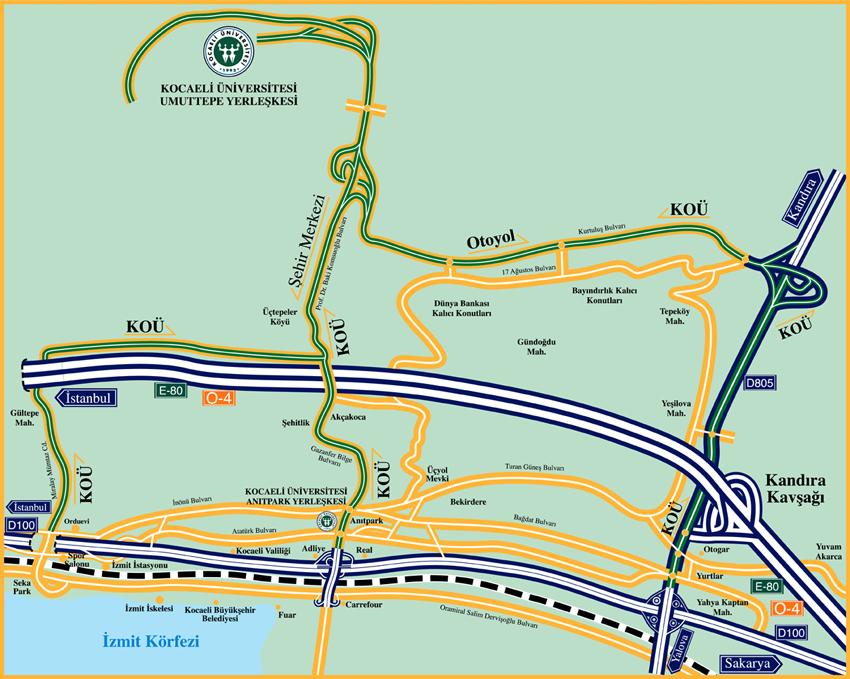 KOCAELİ ÜNİVERSİTESİ
1992
KOCAELİ ÜNİVERSİTESİ
UMUTTEPE YERLEŞKESİ
Kandıra
Şehir Merkezi
Prof. Dr. Baki Komsuoğlu Bulvarı
KOÜ
Otoyol
Kurtuluş Bulvarı
17 Ağustos Bulvarı
Dünya Bankası
Kalıcı Konutları
Bayındırlık Kalıcı
Konutları
Tepeköy
Mah.
KOÜ
Üçtepeler
Köyü
KOÜ
KOÜ
Gündoğdu
Mah.
D805
E-80
O-4
İstanbul
Gültepe
Mah.
Şehitlik
Akçakoca
Yeşilova
Mah.
Gazanfer Bilge
Bulvarı
Miralay Mümtaz Cd.
KOÜ
KOÜ
Üçyol
Mevki
Turan Güneş Bulvarı
Kandıra
Kavşağı
KOCAELİ ÜNİVERSİTESİ
ANITPARK YERLEŞKESİ
İnönü Bulvarı
Bekirdere
KOÜ
İstanbul
D100
Orduevi
Atatürk Bulvarı
Anıtpark
Bağdat Bulvarı
Otogar
Yuvam
Akarca
Spor
Salonu
İzmit İstasyonu
Kocaeli Valiliği
Adliye
Real
Yurtlar
E-80
O-4
Seka
Park
İzmit İskelesi
Kocaeli Büyükşehir
Belediyesi
Fuar
Carrefour
Oramiral Salim Dervişoğlu Bulvarı
Yahya Kaptan
Mah.
D100
İzmit Körfezi
Yalova
Sakarya